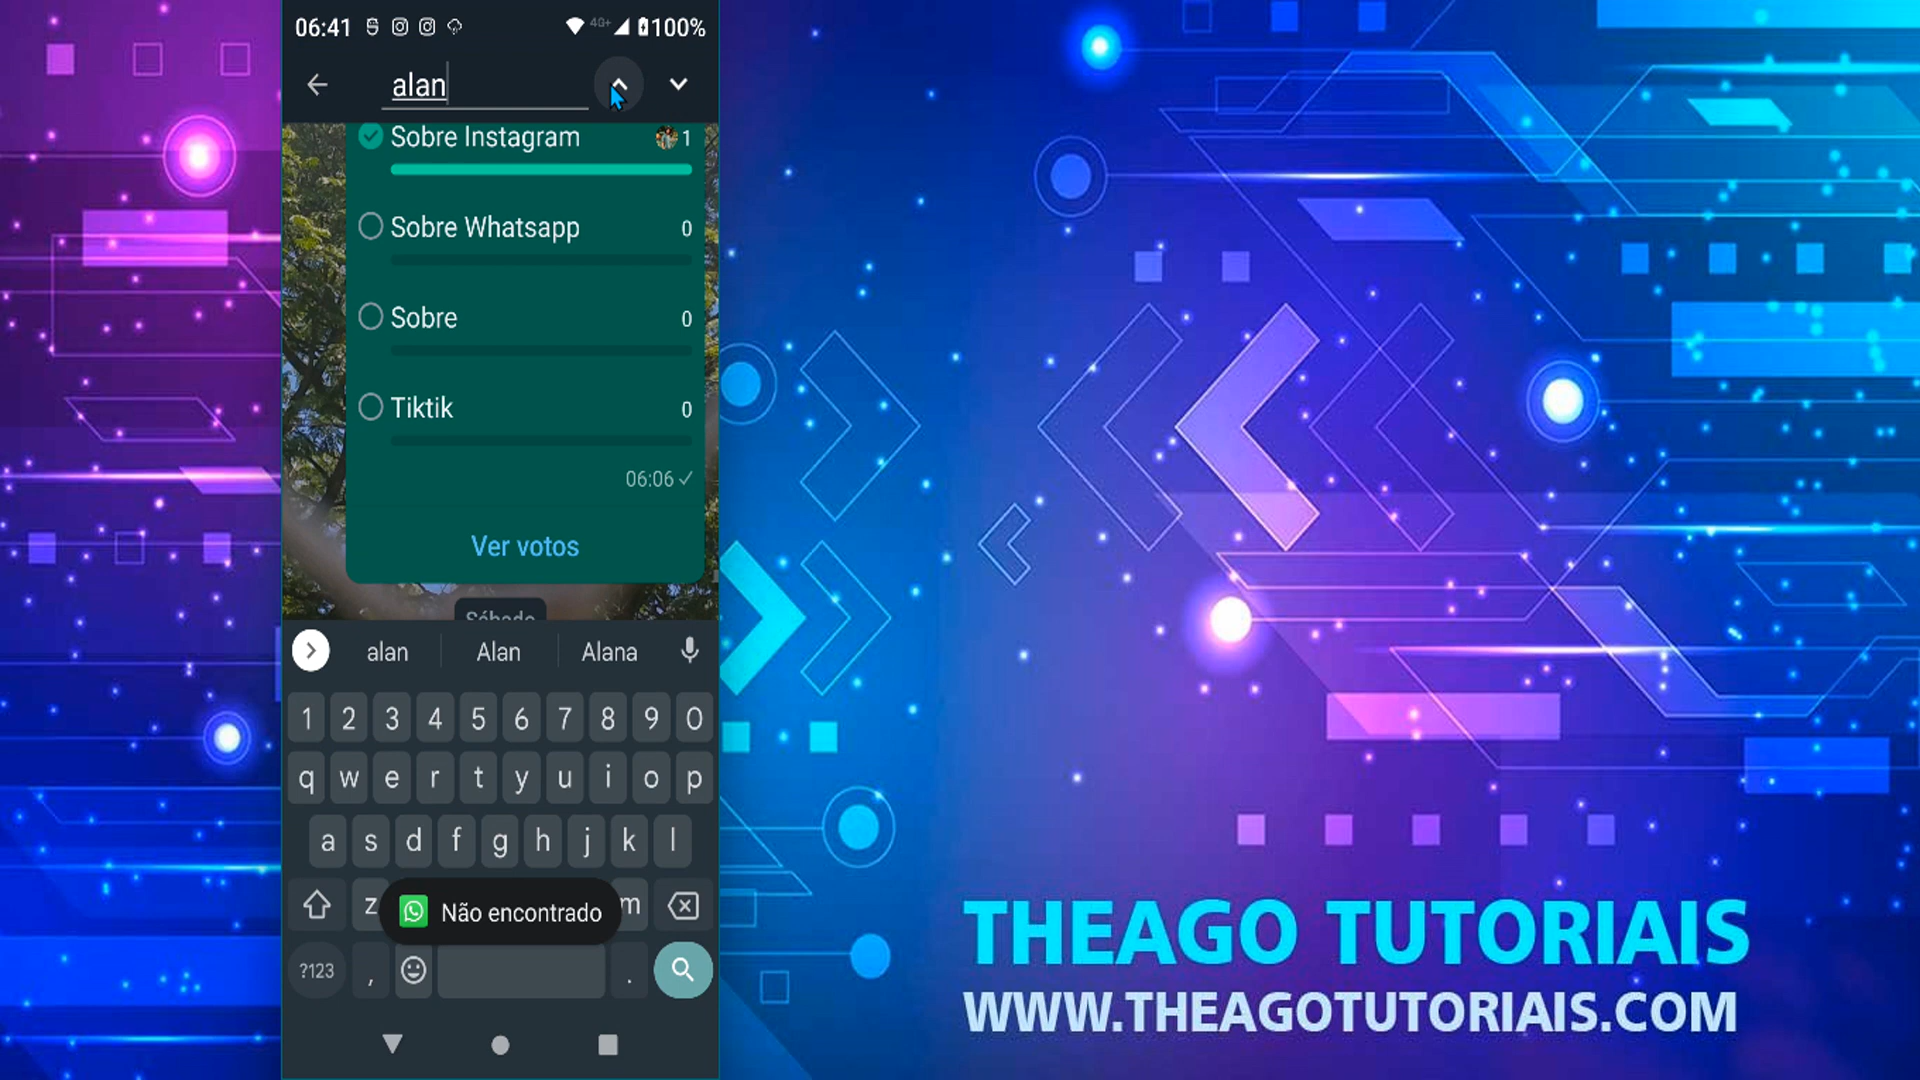 06:41 4G+ 100%
alan
Sobre Instagram 1
Sobre Whatsapp 0
Sobre 0
Tiktik 0
06:06
Ver votos
Sábado
alan Alan Alana
1 2 3 4 5 6 7 8 9 0
q w e r t y u i o p
a s d f g h j k l
z m
Não encontrado
?123 , .
THEAGO TUTORIAIS
WWW.THEAGOTUTORIAIS.COM